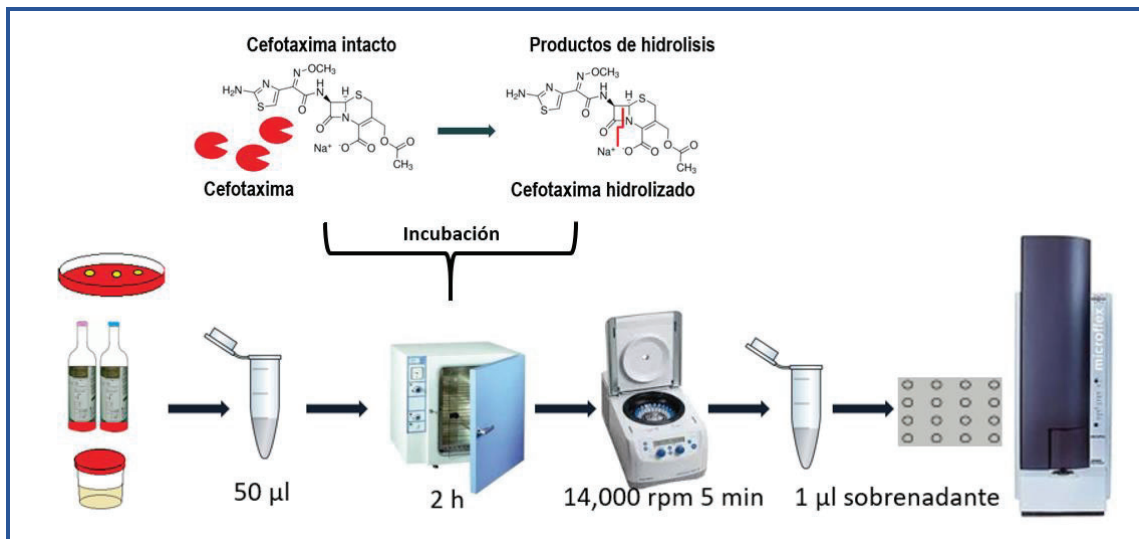 Cefotaxima intacto
Productos de hidrolisis
N OCH₃
H₂N
N
S
O
H
N
H
S
O
N
Na⁺
⁻O
O
O
O
CH₃
N OCH₃
H₂N
N
S
O
H
N
H
S
O
N
Na⁺
⁻O
O
O
O
CH₃
Cefotaxima
Cefotaxima hidrolizado
Incubación
microflex
50 µl
2 h
14,000 rpm 5 min
1 µl sobrenadante